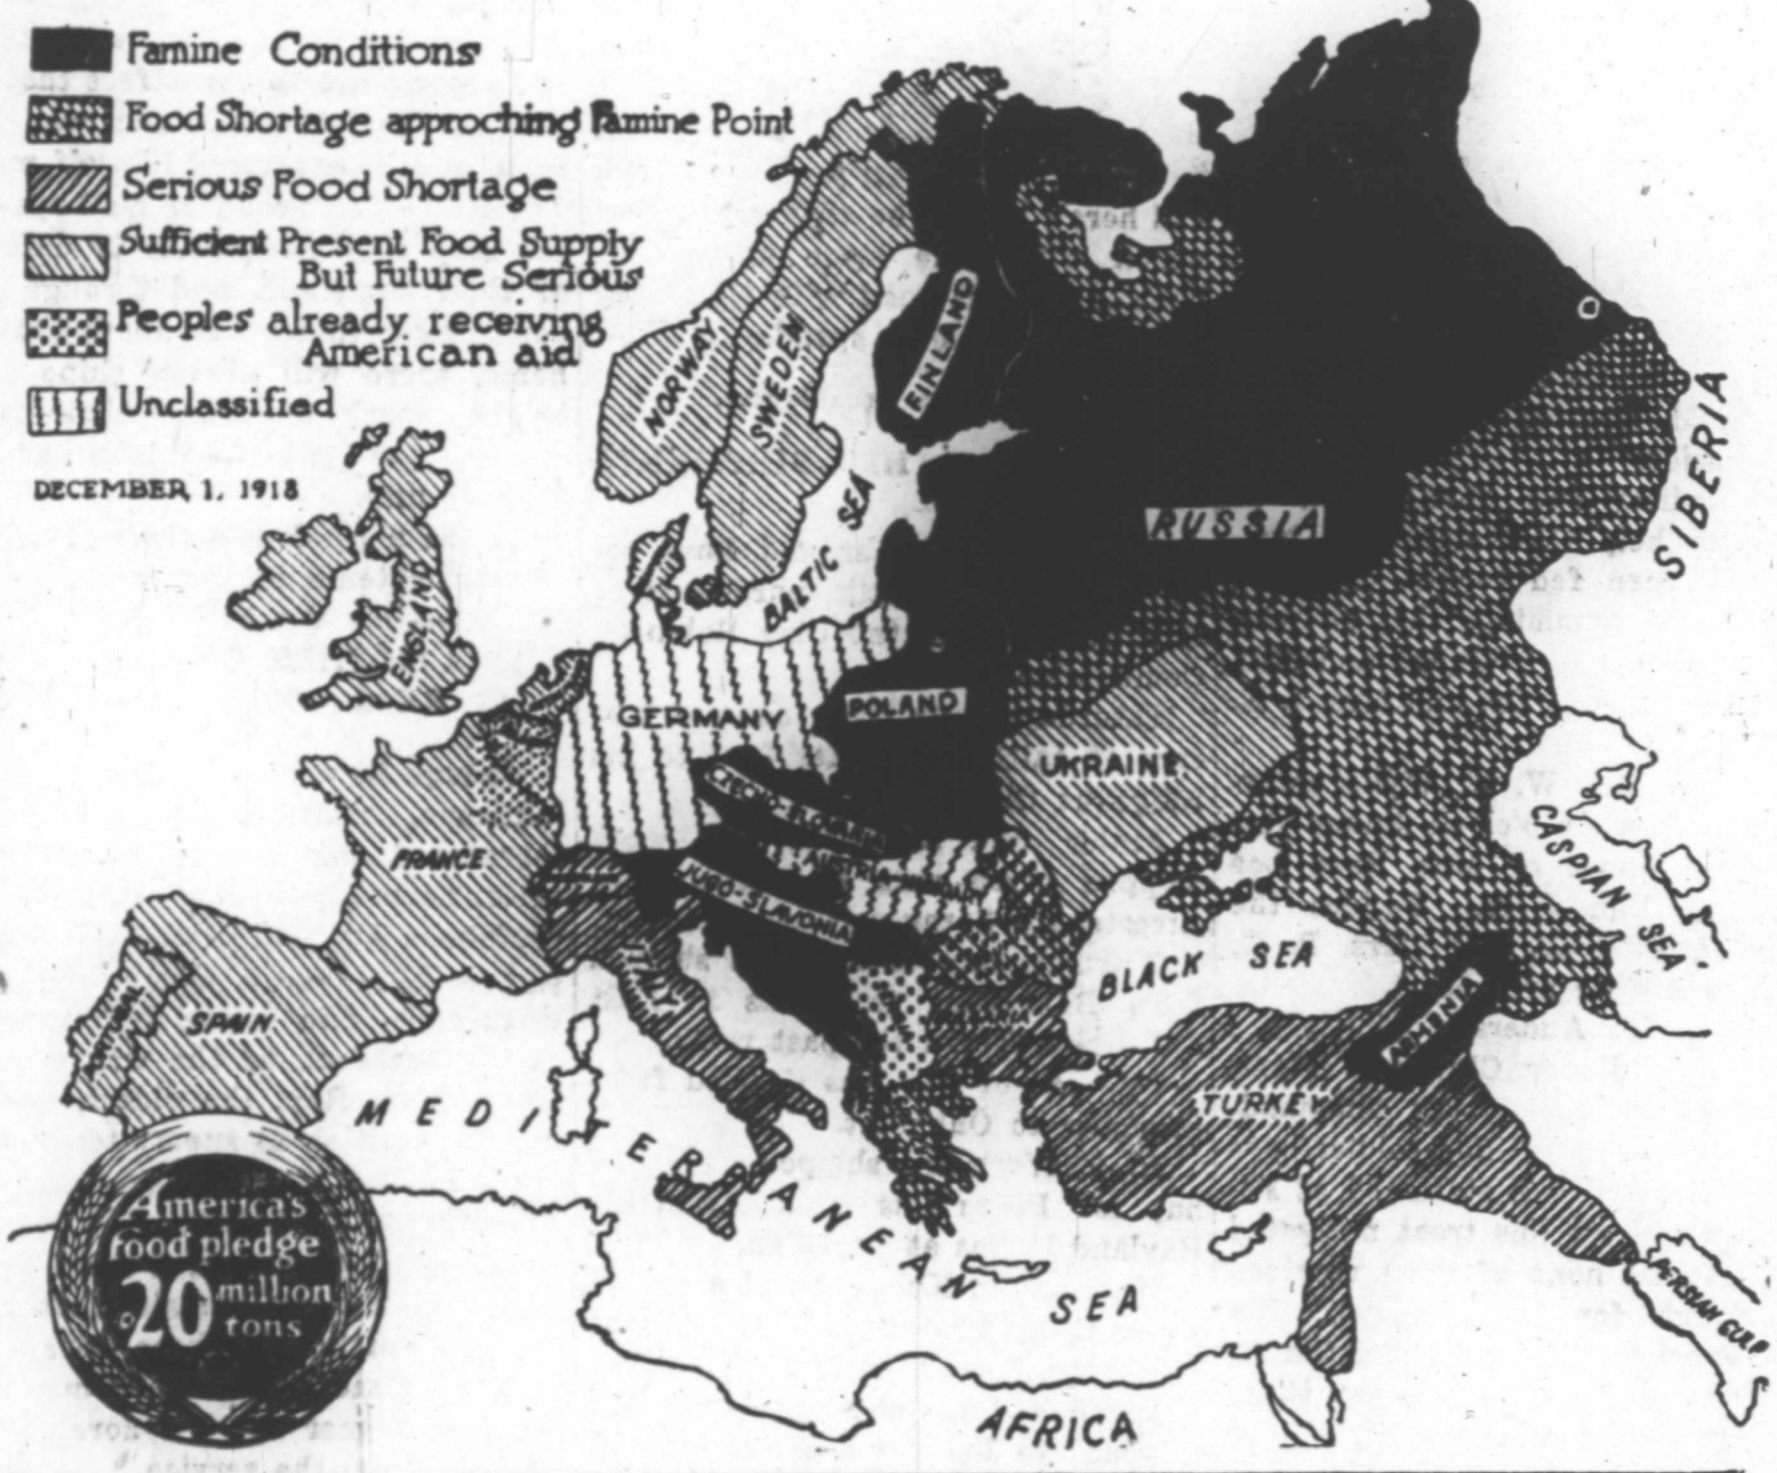 Famine Conditions
Food Shortage approching Famine Point
Serious Food Shortage
Sufficient Present Food Supply
But Future Serious
Peoples already receiving
American aid
Unclassified
DECEMBER 1, 1918
NORWAY
SWEDEN
FINLAND
RUSSIA
SIBERIA
BALTIC SEA
ENGLAND
GERMANY
POLAND
UKRAINE
CZECHO-SLOVAKIA
FRANCE
JUGO-SLAVONIA
ITALY
SPAIN
PORTUGAL
BLACK SEA
CASPIAN SEA
ARMENIA
TURKEY
MEDITERRANEAN SEA
PERSIAN GULF
AFRICA
America's
food pledge
20 million
tons